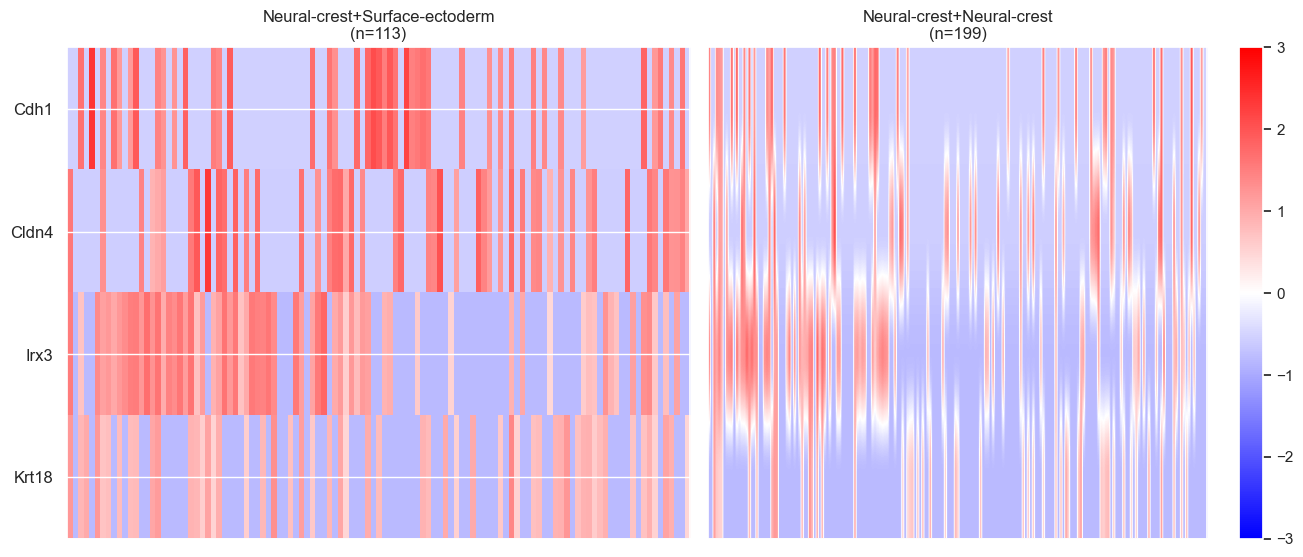 Neural-crest+Surface-ectoderm
(n=113)
Neural-crest+Neural-crest
(n=199)
Cdh1
Cldn4
Irx3
Krt18
3
2
1
0
−1
−2
−3